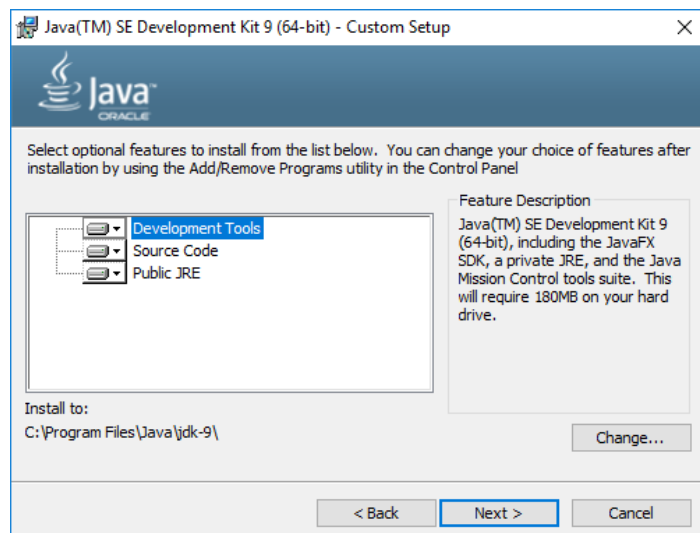 Java(TM) SE Development Kit 9 (64-bit) - Custom Setup
Java™
ORACLE
Select optional features to install from the list below. You can change your choice of features after
installation by using the Add/Remove Programs utility in the Control Panel
Development Tools
Source Code
Public JRE
Feature Description
Java(TM) SE Development Kit 9
(64-bit), including the JavaFX
SDK, a private JRE, and the Java
Mission Control tools suite. This
will require 180MB on your hard
drive.
Install to:
C:\Program Files\Java\jdk-9\
Change...
< Back
Next >
Cancel